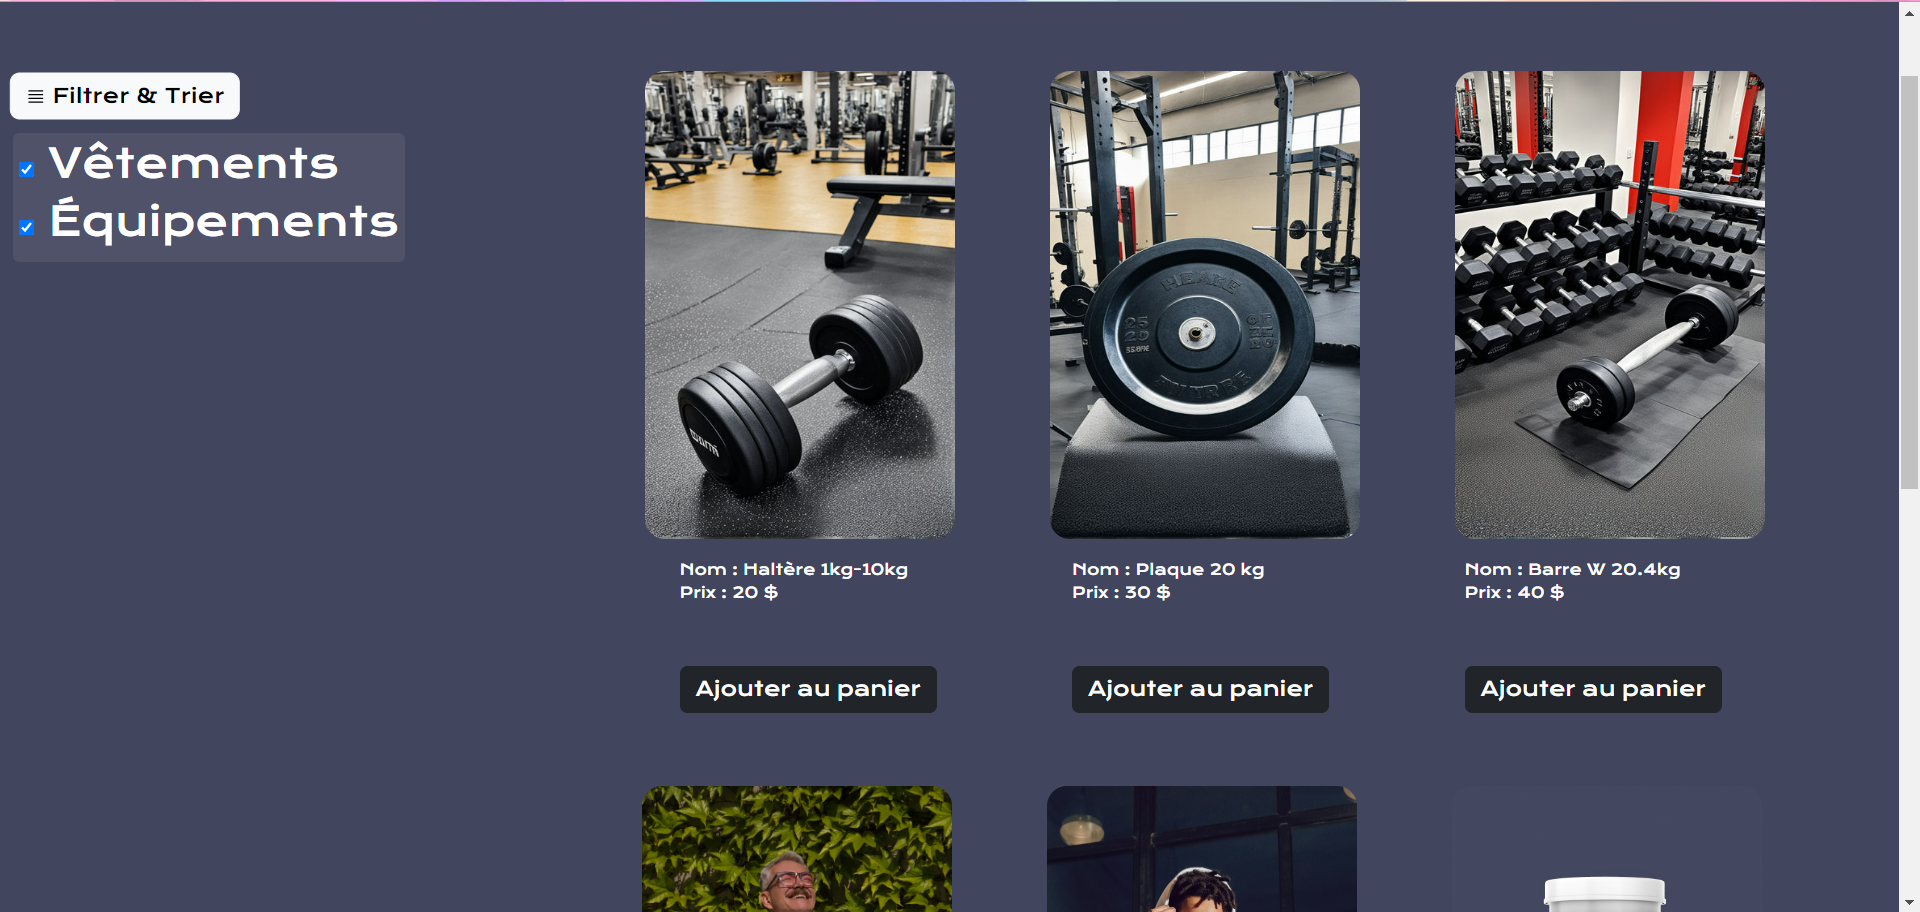 Filtrer & Trier
Vêtements
Équipements
Nom : Haltère 1kg-10kg
Prix : 20 $
Nom : Plaque 20 kg
Prix : 30 $
Nom : Barre W 20.4kg
Prix : 40 $
Ajouter au panier
Ajouter au panier
Ajouter au panier